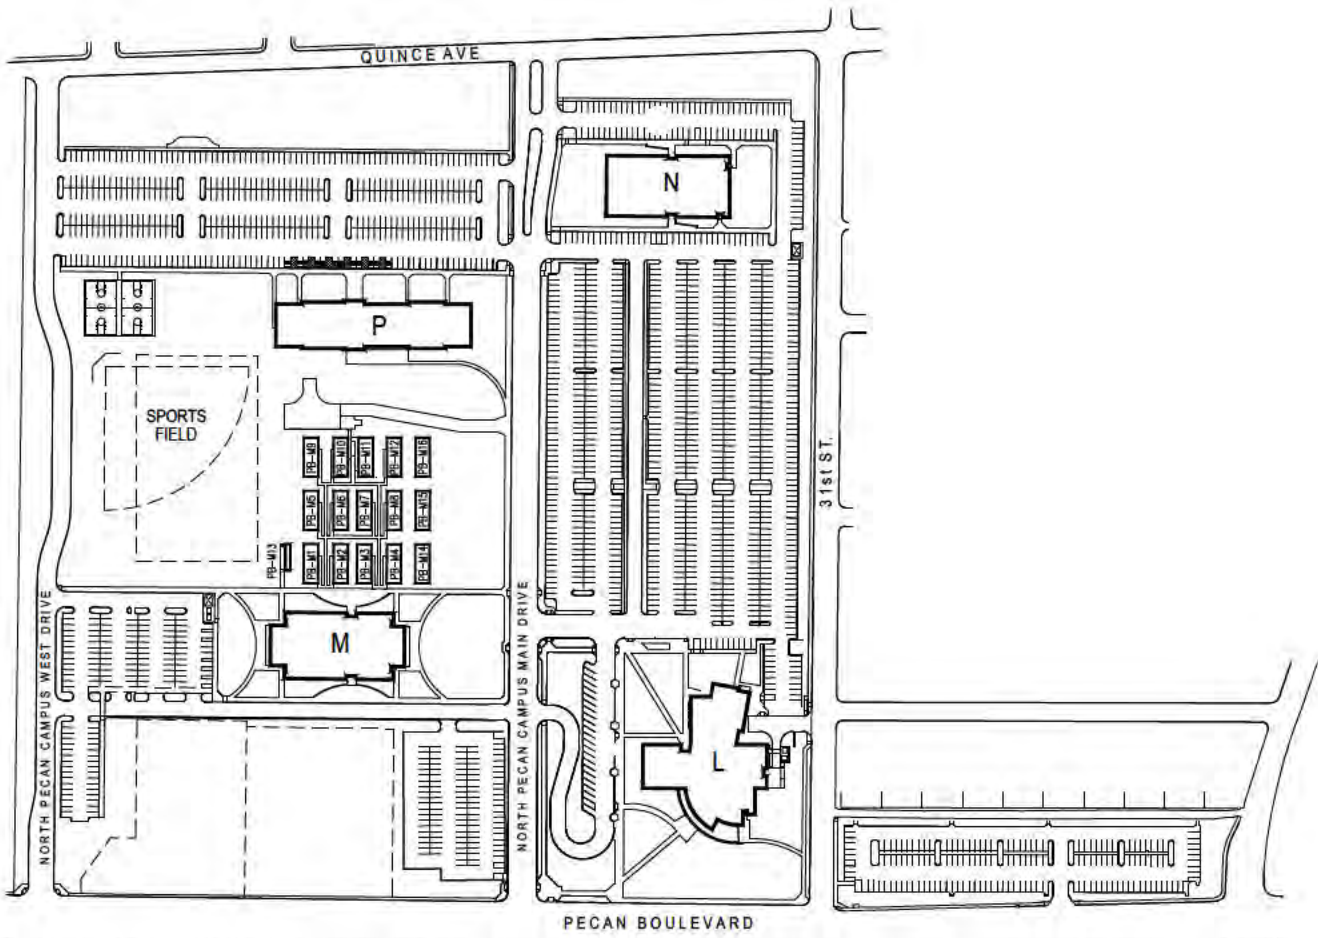 QUINCE AVE
N
P
SPORTS
FIELD
31st ST.
PB-M9
PB-M10
PB-M11
PB-M12
PB-M16
PB-M5
PB-M6
PB-M7
PB-M8
PB-M15
PB-M13
PB-M1
PB-M2
PB-M3
PB-M4
PB-M14
NORTH PECAN CAMPUS WEST DRIVE
M
NORTH PECAN CAMPUS MAIN DRIVE
L
PECAN BOULEVARD